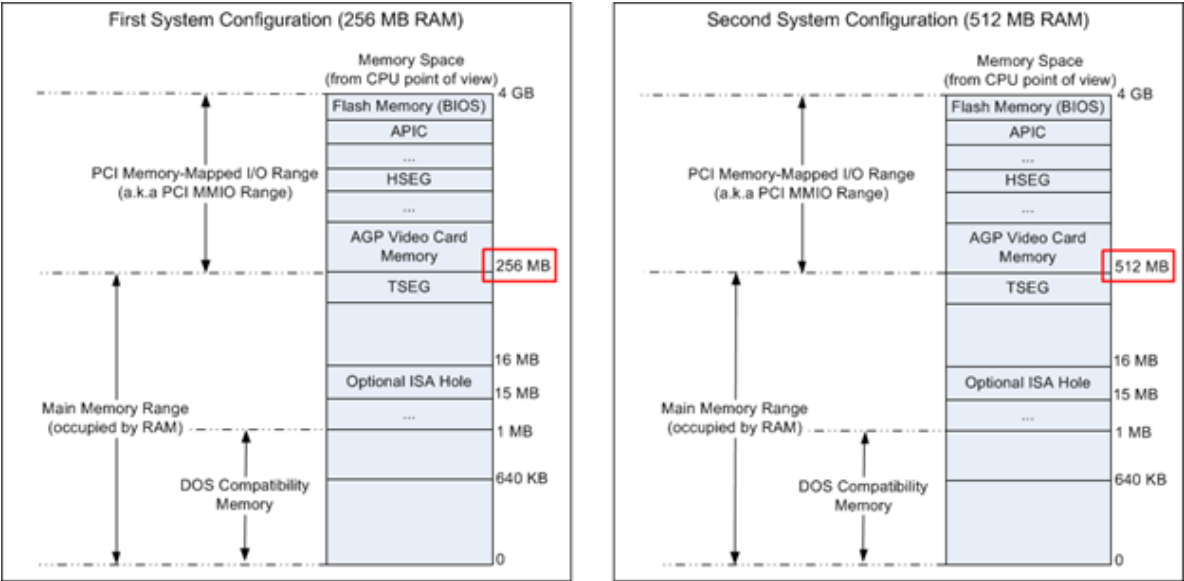 First System Configuration (256 MB RAM)
Memory Space
(from CPU point of view)
4 GB
Flash Memory (BIOS)
APIC
...
PCI Memory-Mapped I/O Range
(a.k.a PCI MMIO Range)
HSEG
...
AGP Video Card
Memory
256 MB
TSEG
16 MB
Optional ISA Hole
15 MB
Main Memory Range
(occupied by RAM)
...
1 MB
640 KB
DOS Compatibility
Memory
0
Second System Configuration (512 MB RAM)
Memory Space
(from CPU point of view)
4 GB
Flash Memory (BIOS)
APIC
...
PCI Memory-Mapped I/O Range
(a.k.a PCI MMIO Range)
HSEG
...
AGP Video Card
Memory
512 MB
TSEG
16 MB
Optional ISA Hole
15 MB
Main Memory Range
(occupied by RAM)
...
1 MB
640 KB
DOS Compatibility
Memory
0